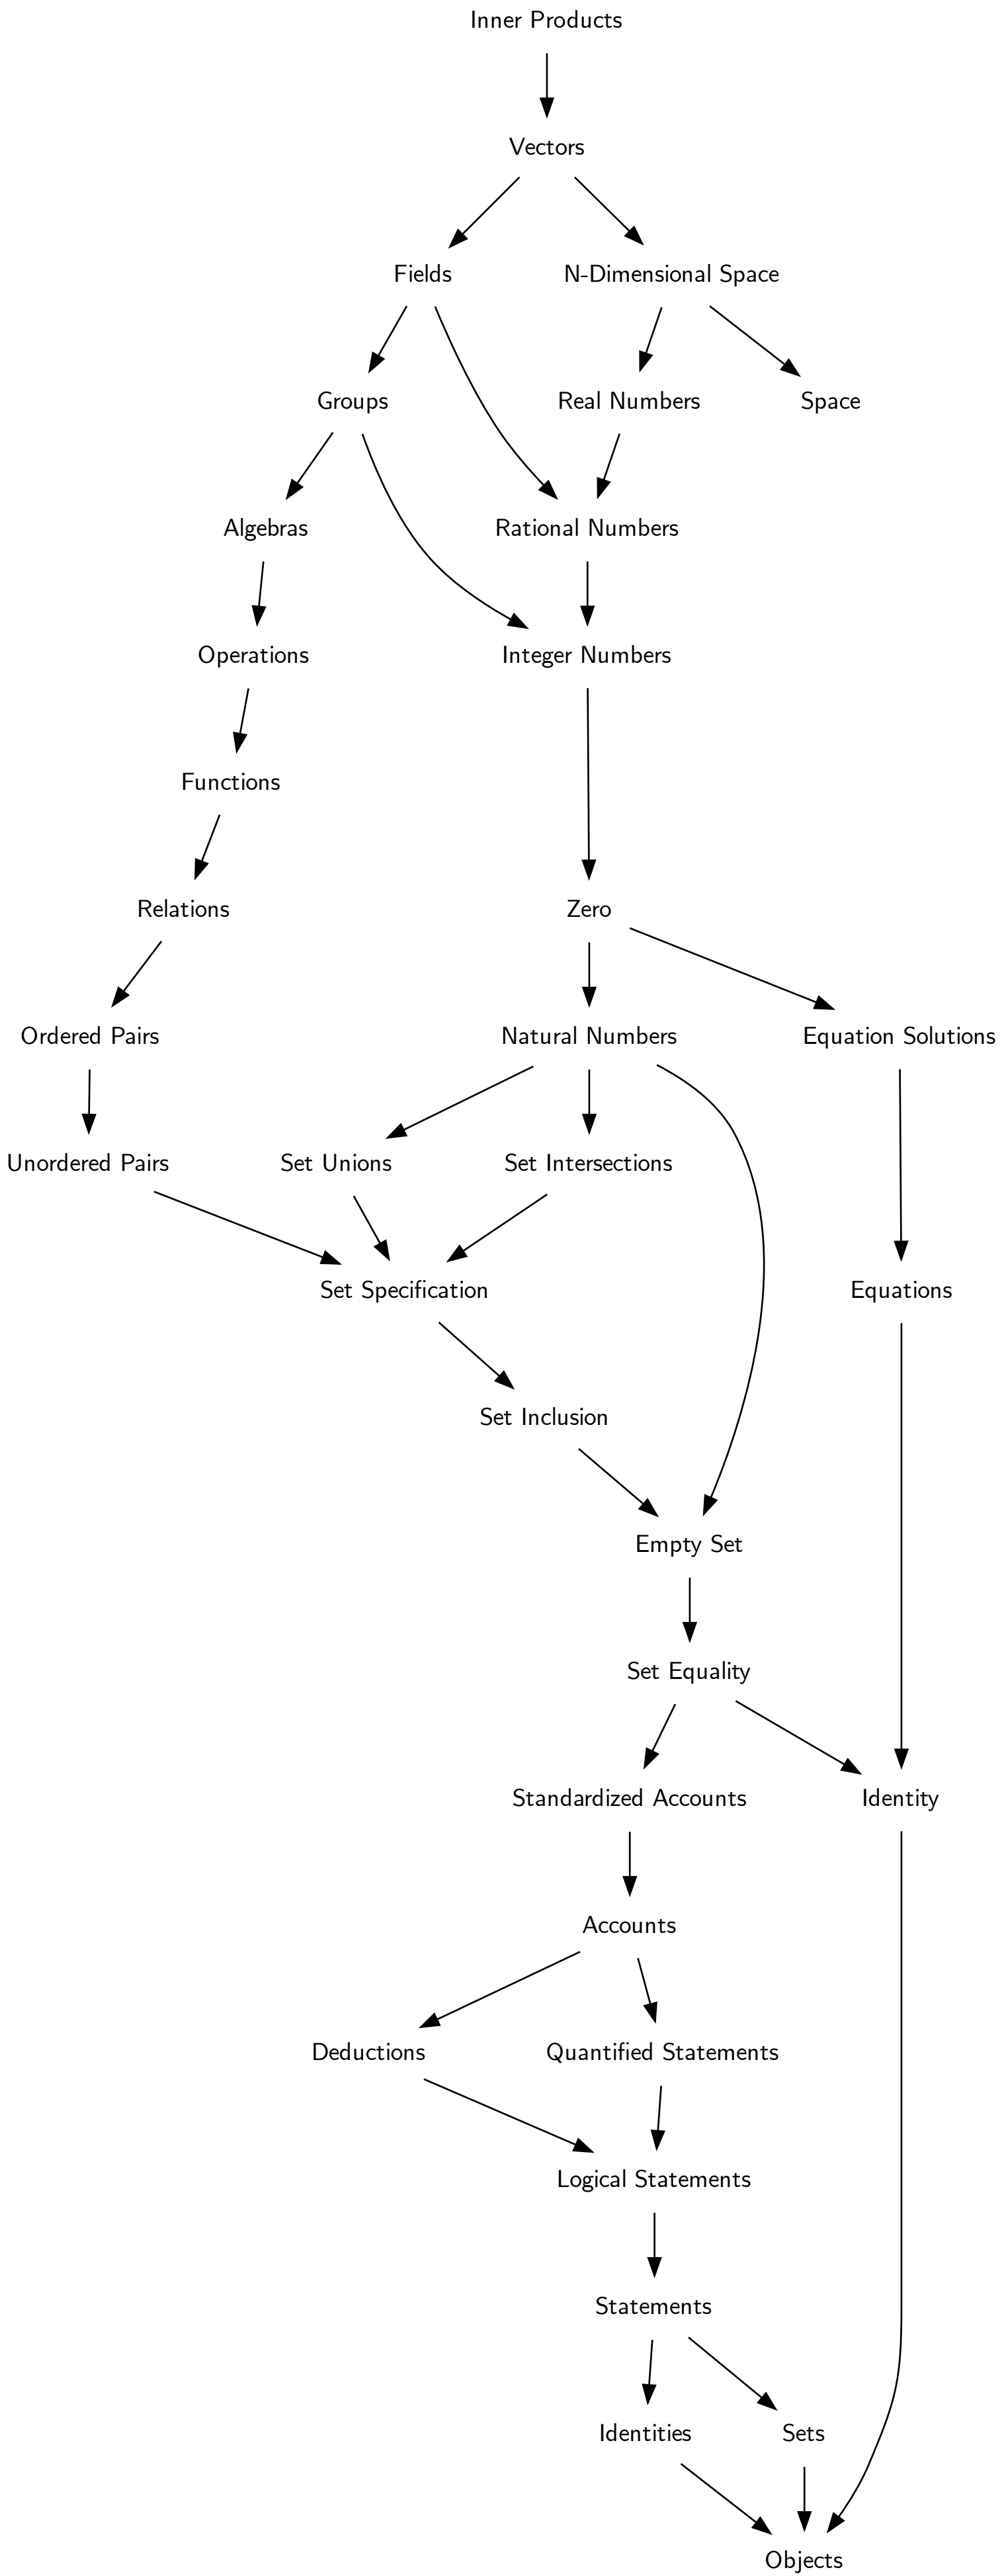 Inner Products
Vectors
Fields
N-Dimensional Space
Groups
Real Numbers
Space
Algebras
Rational Numbers
Operations
Integer Numbers
Functions
Relations
Zero
Ordered Pairs
Natural Numbers
Equation Solutions
Unordered Pairs
Set Unions
Set Intersections
Set Specification
Equations
Set Inclusion
Empty Set
Set Equality
Standardized Accounts
Identity
Accounts
Deductions
Quantified Statements
Logical Statements
Statements
Identities
Sets
Objects